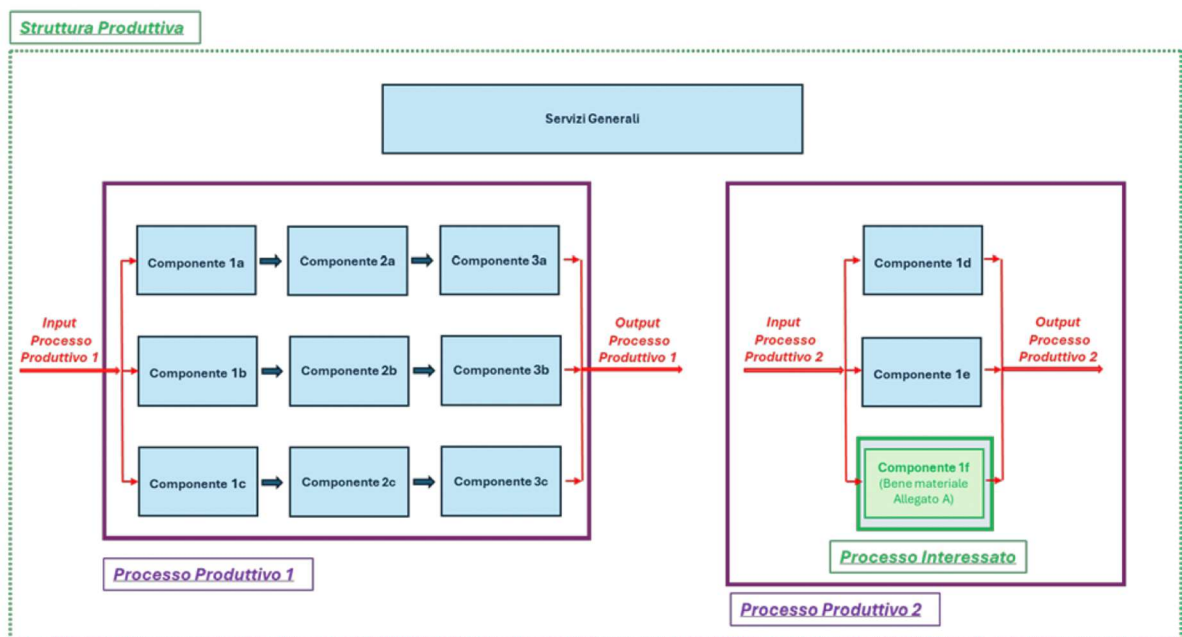 Struttura Produttiva
Servizi Generali
Componente 1a
Componente 2a
Componente 3a
Input
Processo
Produttivo 1
Componente 1b
Componente 2b
Componente 3b
Output
Processo
Produttivo 1
Componente 1c
Componente 2c
Componente 3c
Processo Produttivo 1
Componente 1d
Input
Processo
Produttivo 2
Componente 1e
Output
Processo
Produttivo 2
Componente 1f
(Bene materiale
Allegato A)
Processo Interessato
Processo Produttivo 2